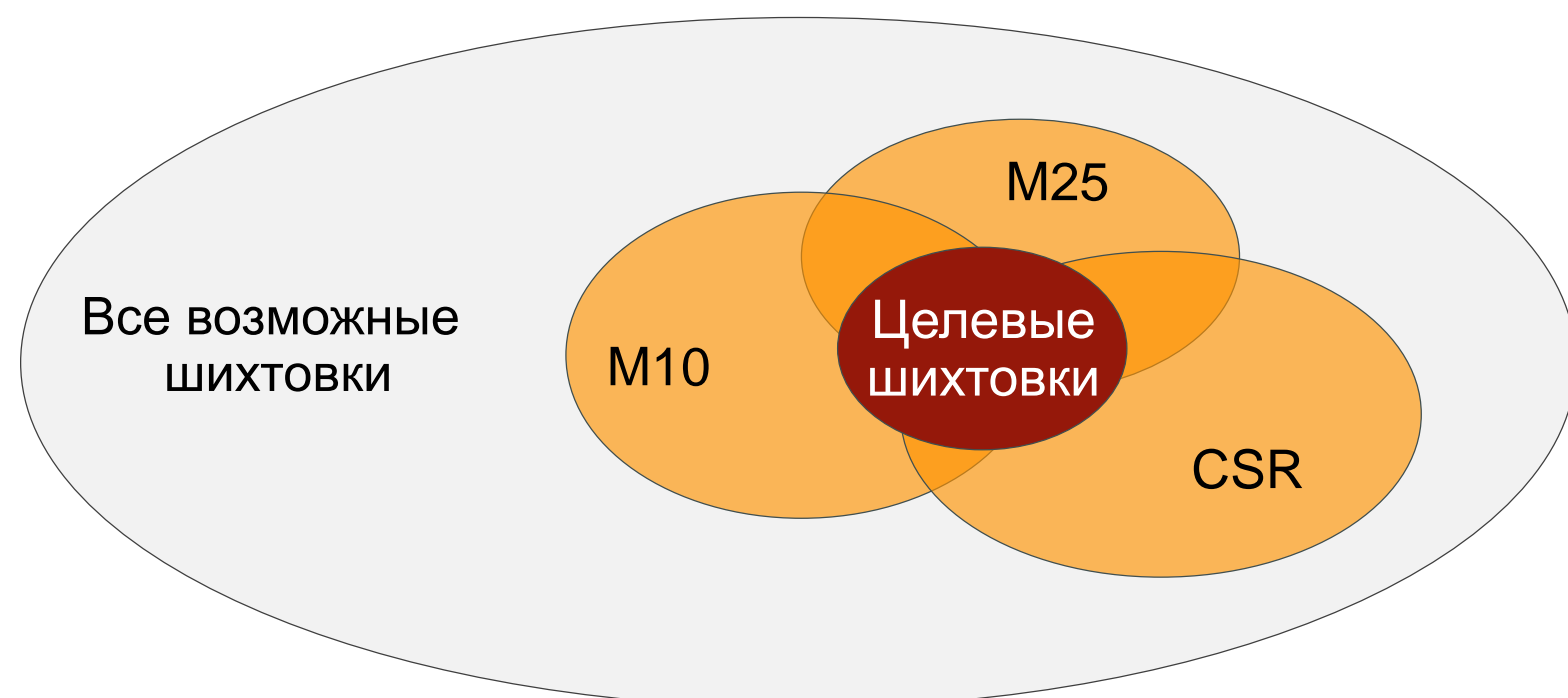 M25
Все возможные
шихтовки
M10
Целевые
шихтовки
CSR